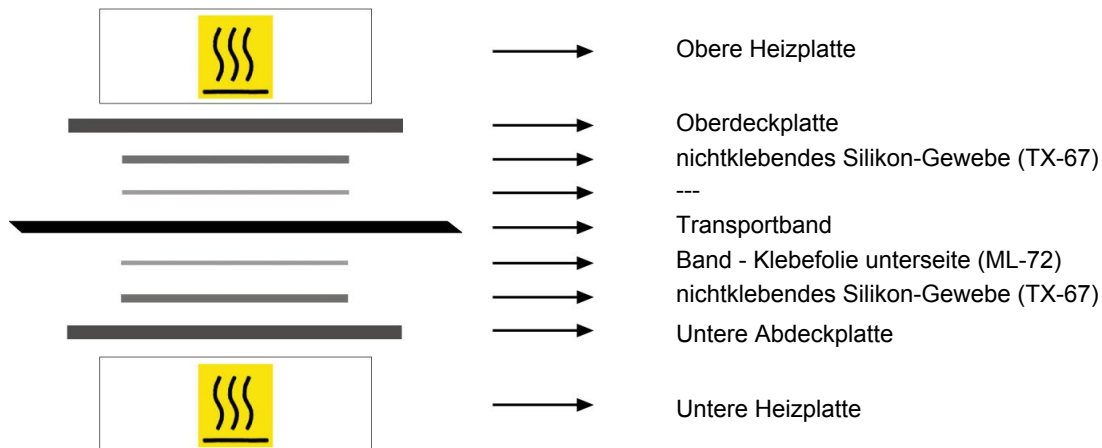 Obere Heizplatte
Oberdeckplatte
nichtklebendes Silikon-Gewebe (TX-67)
---
Transportband
Band - Klebefolie unterseite (ML-72)
nichtklebendes Silikon-Gewebe (TX-67)
Untere Abdeckplatte
Untere Heizplatte